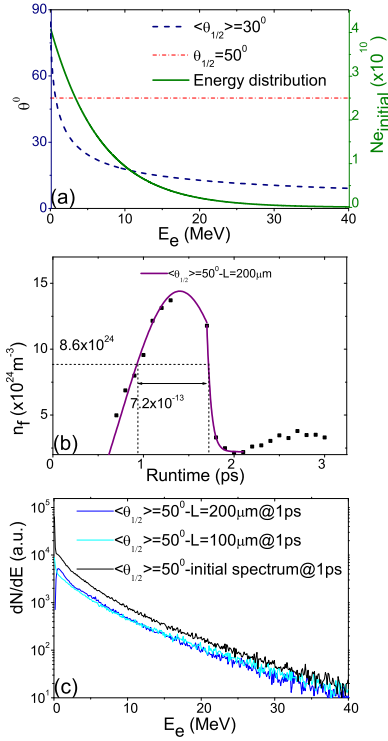 90
60
30
0
θ⁰
<θ1/2>=30⁰
θ1/2=50⁰
Energy distribution
4
3
2
1
0
Neinitial (x10¹⁰)
(a)
0 10 20 30 40
Ee (MeV)
15
10
5
nf (x10²⁴m⁻³)
<θ1/2>=50⁰-L=200μm
8.6x10²⁴
7.2x10⁻¹³
(b)
1 2 3
Runtime (ps)
10⁵
10⁴
10³
10²
10¹
dN/dE (a.u.)
<θ1/2>=50⁰-L=200μm@1ps
<θ1/2>=50⁰-L=100μm@1ps
<θ1/2>=50⁰-initial spectrum@1ps
(c)
0 10 20 30 40
Ee (MeV)